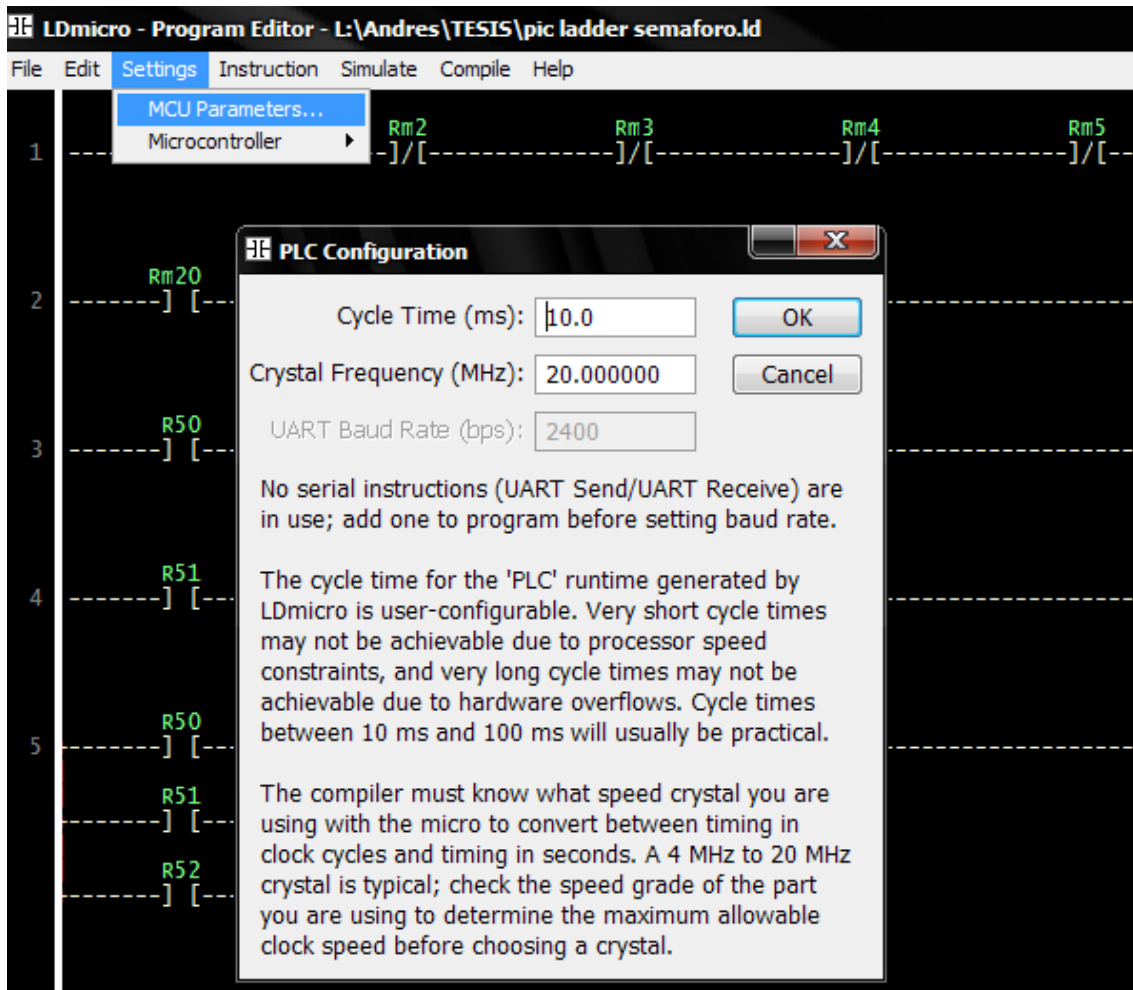 LDmicro - Program Editor - L:\Andres\TESIS\pic ladder semaforo.ld
File Edit Settings Instruction Simulate Compile Help
MCU Parameters...
Microcontroller
Rm2 Rm3 Rm4 Rm5
1 ----]/[--------------]/[--------------]/[--------------]/[--
PLC Configuration
Rm20
2 -------] [---
Cycle Time (ms): 10.0 OK
Crystal Frequency (MHz): 20.000000 Cancel
R50
3 -------] [---
UART Baud Rate (bps): 2400
No serial instructions (UART Send/UART Receive) are
in use; add one to program before setting baud rate.
R51
4 -------] [---
The cycle time for the 'PLC' runtime generated by
LDmicro is user-configurable. Very short cycle times
may not be achievable due to processor speed
constraints, and very long cycle times may not be
achievable due to hardware overflows. Cycle times
between 10 ms and 100 ms will usually be practical.
R50
5 -------] [---
R51
-------] [---
R52
-------] [---
The compiler must know what speed crystal you are
using with the micro to convert between timing in
clock cycles and timing in seconds. A 4 MHz to 20 MHz
crystal is typical; check the speed grade of the part
you are using to determine the maximum allowable
clock speed before choosing a crystal.